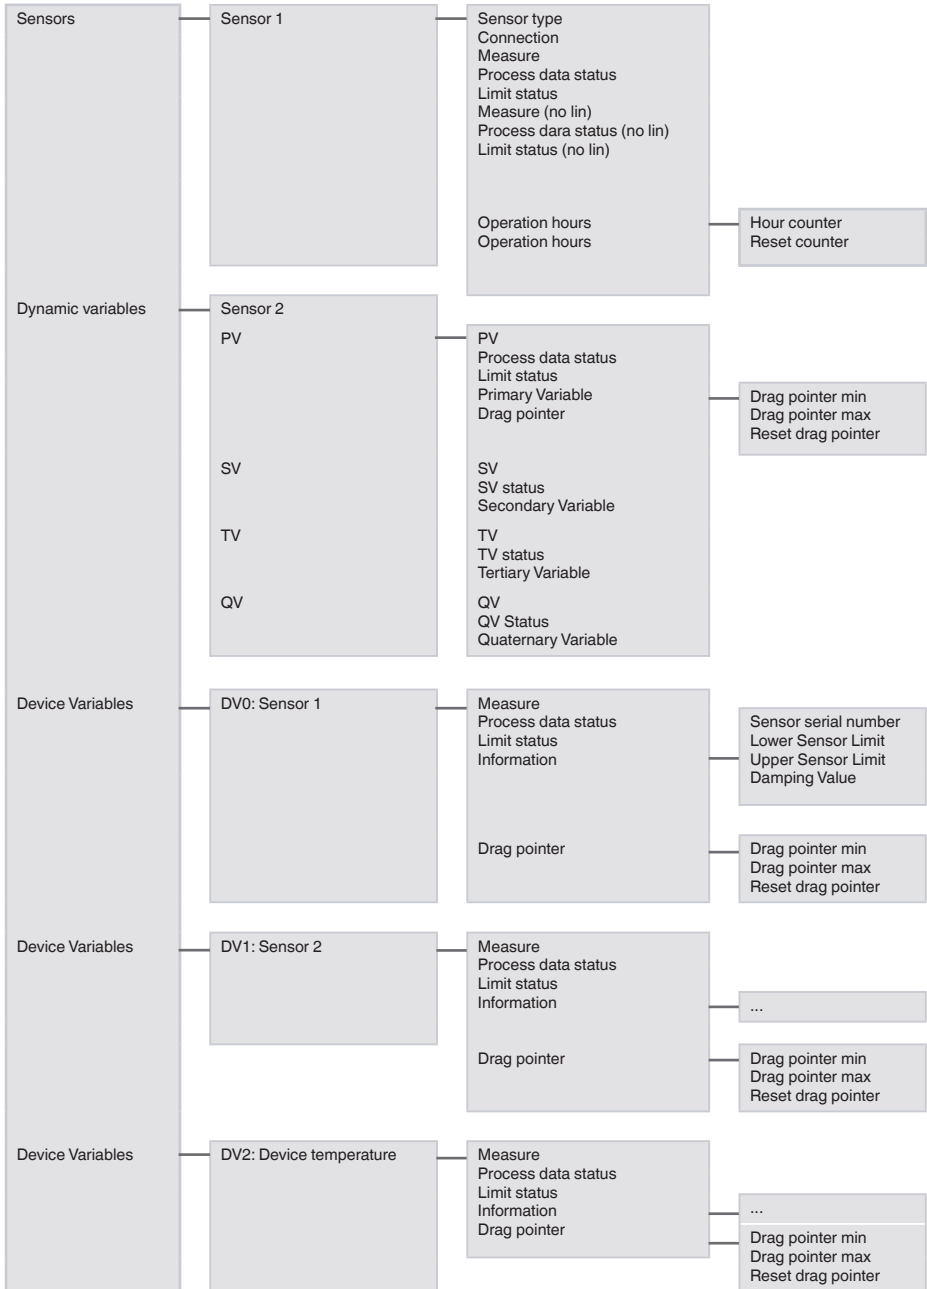 Sensors
Sensor 1
Sensor type
Connection
Measure
Process data status
Limit status
Measure (no lin)
Process dara status (no lin)
Limit status (no lin)
Operation hours
Operation hours
Hour counter
Reset counter
Dynamic variables
Sensor 2
PV
PV
Process data status
Limit status
Primary Variable
Drag pointer
Drag pointer min
Drag pointer max
Reset drag pointer
SV
SV
SV status
Secondary Variable
TV
TV
TV status
Tertiary Variable
QV
QV
QV Status
Quaternary Variable
Device Variables
DV0: Sensor 1
Measure
Process data status
Limit status
Information
Sensor serial number
Lower Sensor Limit
Upper Sensor Limit
Damping Value
Drag pointer
Drag pointer min
Drag pointer max
Reset drag pointer
Device Variables
DV1: Sensor 2
Measure
Process data status
Limit status
Information
...
Drag pointer
Drag pointer min
Drag pointer max
Reset drag pointer
Device Variables
DV2: Device temperature
Measure
Process data status
Limit status
Information
Drag pointer
...
Drag pointer min
Drag pointer max
Reset drag pointer